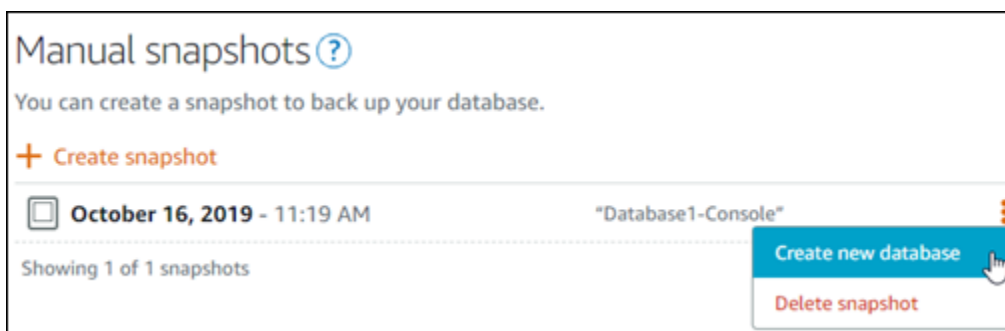 Manual snapshots ?
You can create a snapshot to back up your database.
+ Create snapshot
October 16, 2019 - 11:19 AM "Database1-Console"
Create new database
Showing 1 of 1 snapshots
Delete snapshot